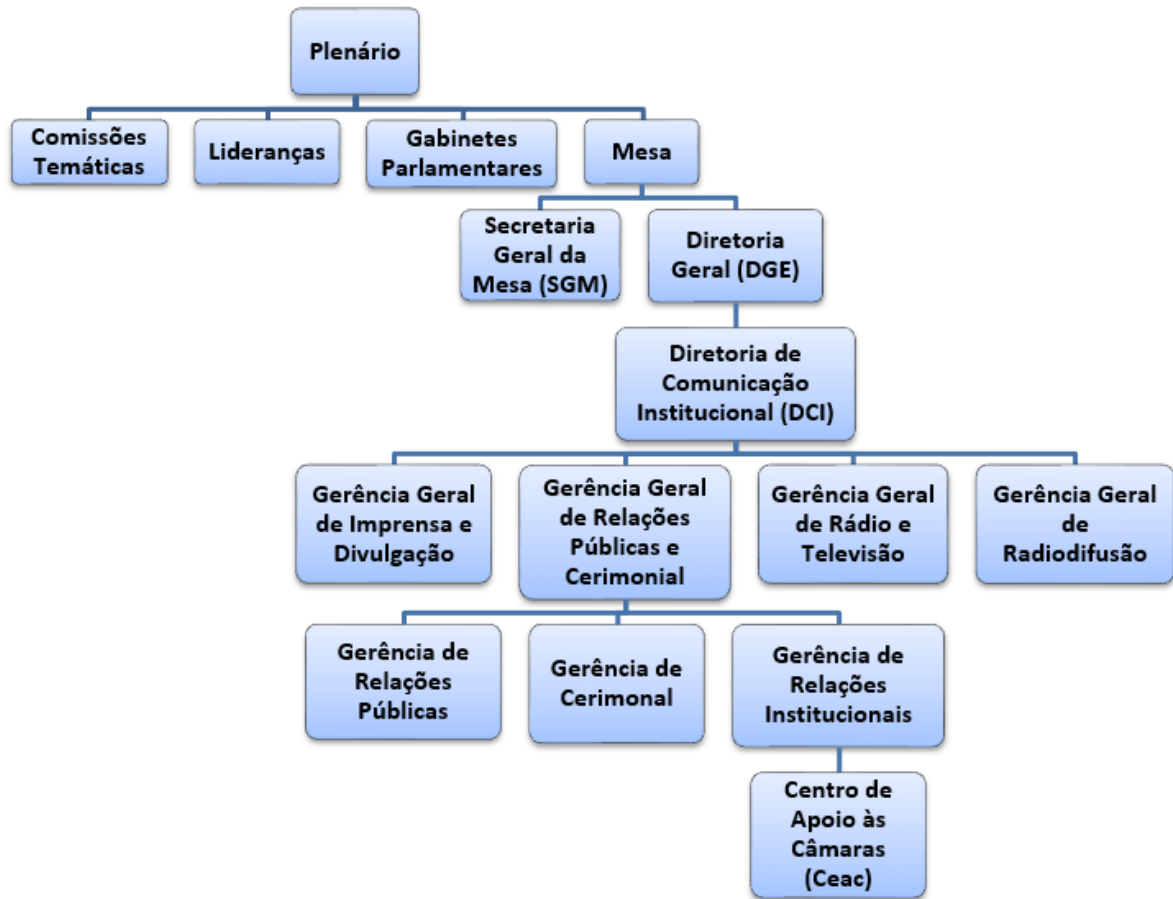 Plenário
Comissões
Temáticas
Lideranças
Gabinetes
Parlamentares
Mesa
Secretaria
Geral da
Mesa (SGM)
Diretoria
Geral (DGE)
Diretoria de
Comunicação
Institucional (DCI)
Gerência Geral
de Imprensa e
Divulgação
Gerência Geral
de Relações
Públicas e
Cerimonial
Gerência Geral
de Rádio e
Televisão
Gerência Geral
de
Radiodifusão
Gerência de
Relações
Públicas
Gerência de
Cerimonal
Gerência de
Relações
Institucionais
Centro de
Apoio às
Câmaras
(Ceac)